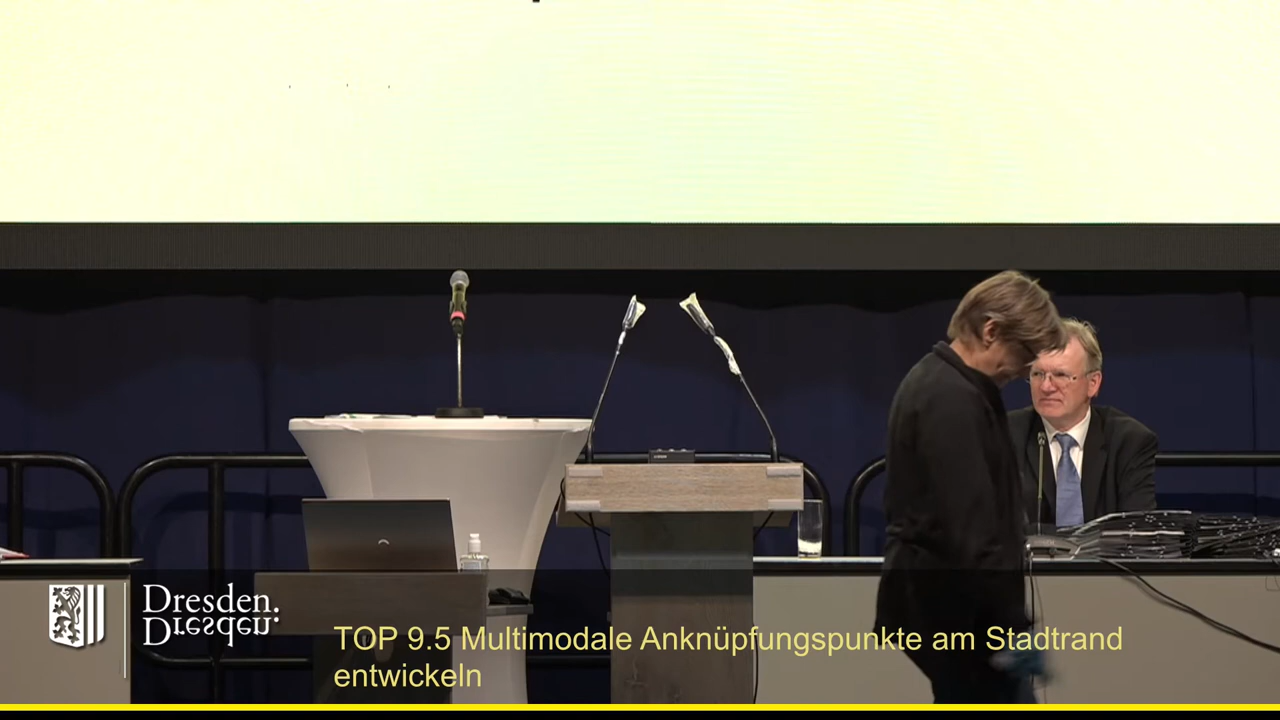 Dresden.
Dresden.
TOP 9.5 Multimodale Anknüpfungspunkte am Stadtrand
entwickeln